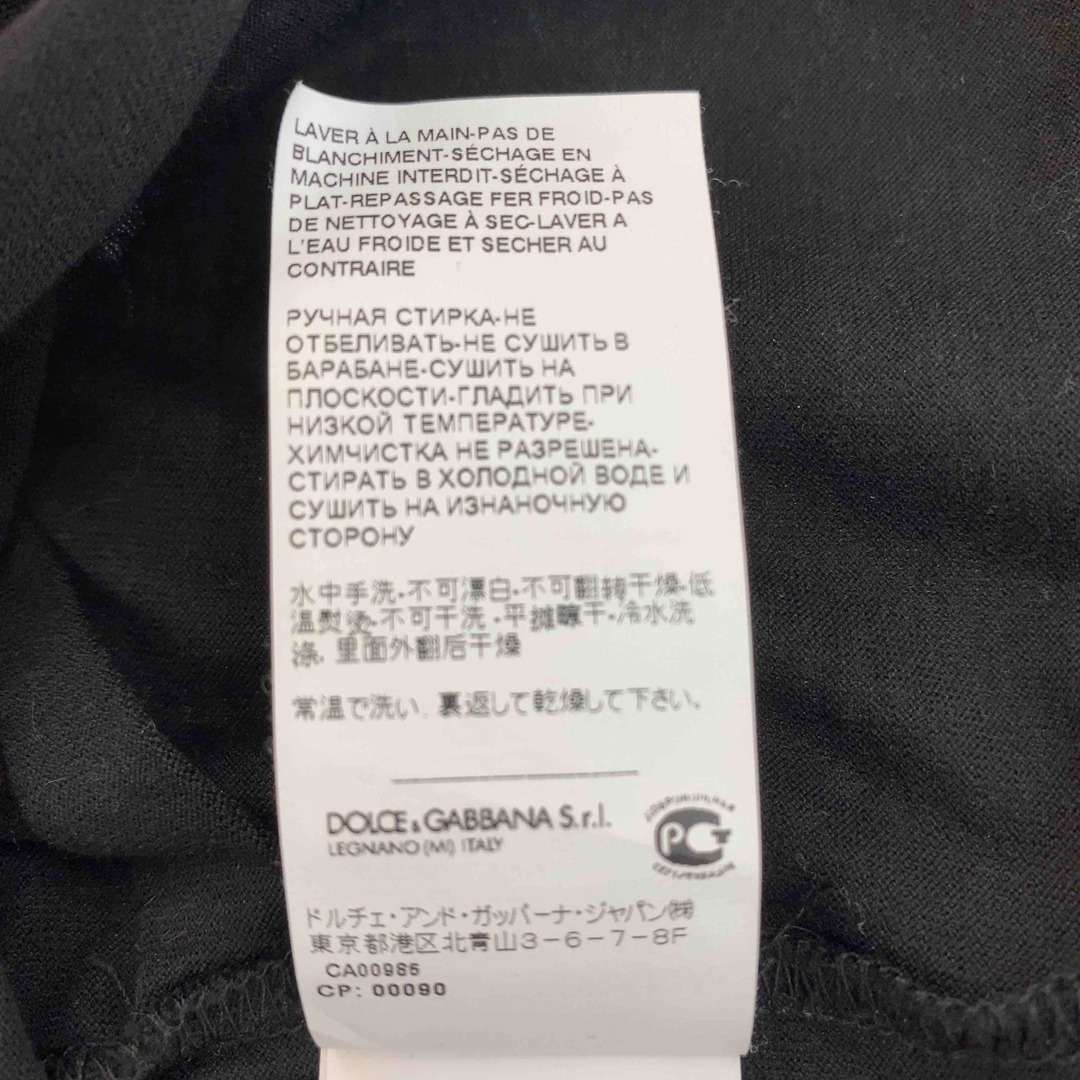 LAVER À LA MAIN-PAS DE
BLANCHIMENT-SÉCHAGE EN
MACHINE INTERDIT-SÉCHAGE À
PLAT-REPASSAGE FER FROID-PAS
DE NETTOYAGE À SEC-LAVER A
L'EAU FROIDE ET SECHER AU
CONTRAIRE
РУЧНАЯ СТИРКА-НЕ
ОТБЕЛИВАТЬ-НЕ СУШИТЬ В
БАРАБАНЕ-СУШИТЬ НА
ПЛОСКОСТИ-ГЛАДИТЬ ПРИ
НИЗКОЙ ТЕМПЕРАТУРЕ-
ХИМЧИСТКА НЕ РАЗРЕШЕНА-
СТИРАТЬ В ХОЛОДНОЙ ВОДЕ И
СУШИТЬ НА ИЗНАНОЧНУЮ
СТОРОНУ
水中手洗-不可漂白-不可翻转干燥-低
温熨烫-不可干洗-平摊曝干-冷水洗
涤, 里面外翻后干燥
常温で洗い, 裏返して乾燥して下さい。
DOLCE & GABBANA S.r.l.
LEGNANO (MI) ITALY
PCT
ドルチェ・アンド・ガッバーナ・ジャパン㈱
東京都港区北青山3-6-7-8F
CA00985
CP: 00090